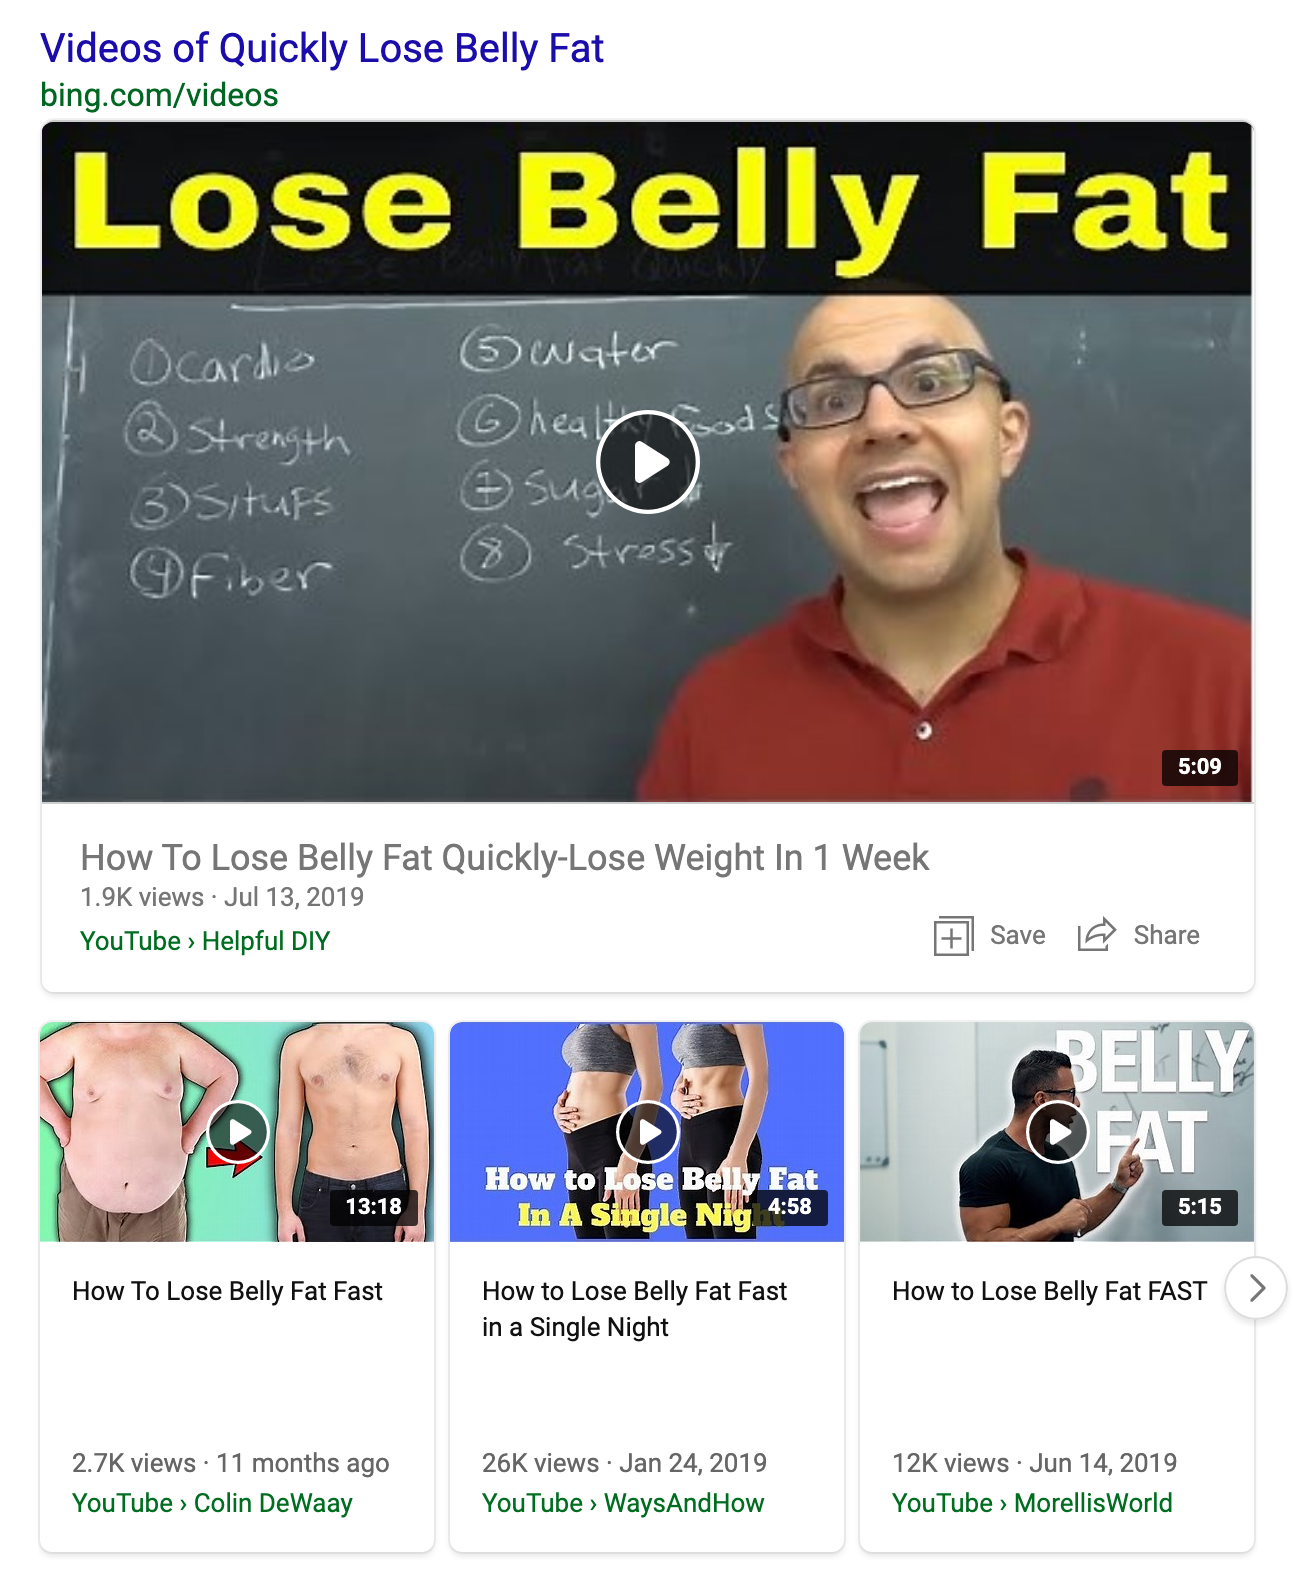 Videos of Quickly Lose Belly Fat
bing.com/videos
Lose Belly Fat
Lose Belly Fat Quickly
① cardio
② Strength
③ Situps
④ Fiber
⑤ water
⑥ healthy foods
⑦ Sugar ↓
⑧ Stress ↓
5:09
How To Lose Belly Fat Quickly-Lose Weight In 1 Week
1.9K views · Jul 13, 2019
YouTube › Helpful DIY
Save
Share
13:18
How To Lose Belly Fat Fast
2.7K views · 11 months ago
YouTube › Colin DeWaay
How to Lose Belly Fat
In A Single Night
4:58
How to Lose Belly Fat Fast
in a Single Night
26K views · Jan 24, 2019
YouTube › WaysAndHow
BELLY
FAT
5:15
How to Lose Belly Fat FAST
12K views · Jun 14, 2019
YouTube › MorellisWorld